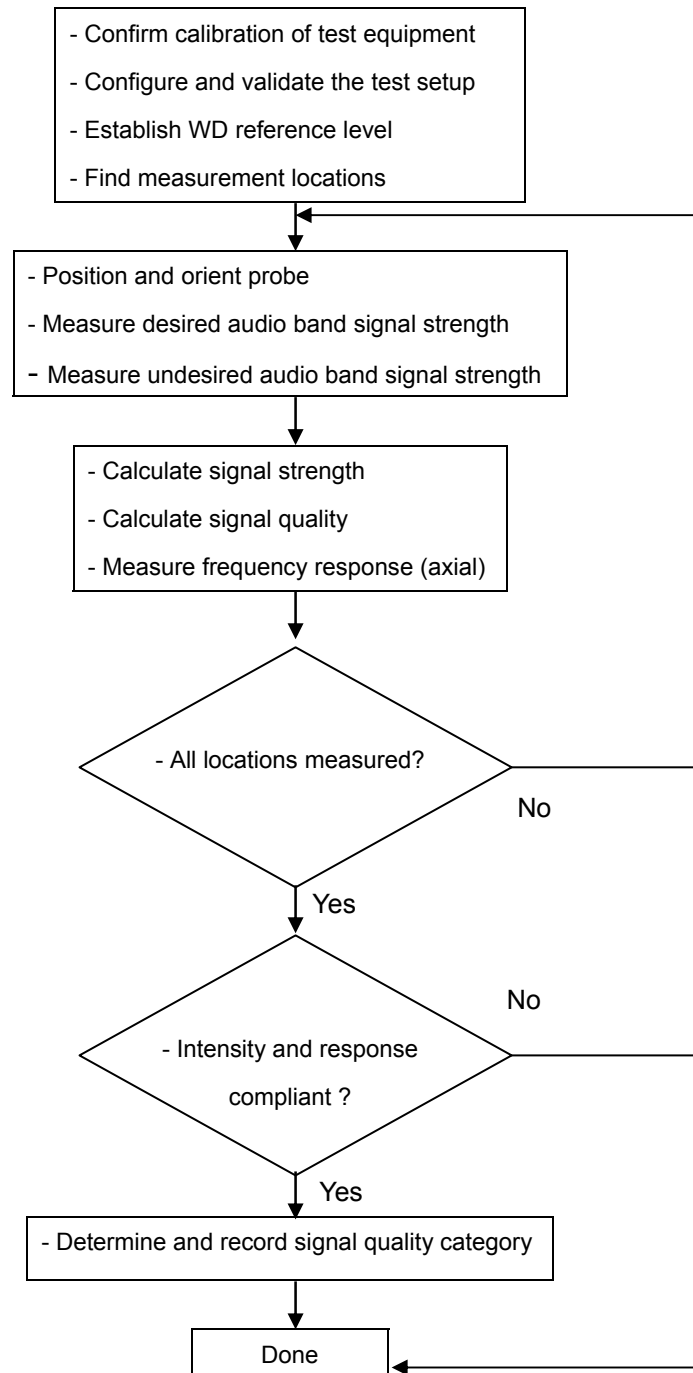 - Confirm calibration of test equipment
- Configure and validate the test setup
- Establish WD reference level
- Find measurement locations
- Position and orient probe
- Measure desired audio band signal strength
- Measure undesired audio band signal strength
- Calculate signal strength
- Calculate signal quality
- Measure frequency response (axial)
- All locations measured?
No
Yes
No
- Intensity and response
compliant ?
Yes
- Determine and record signal quality category
Done